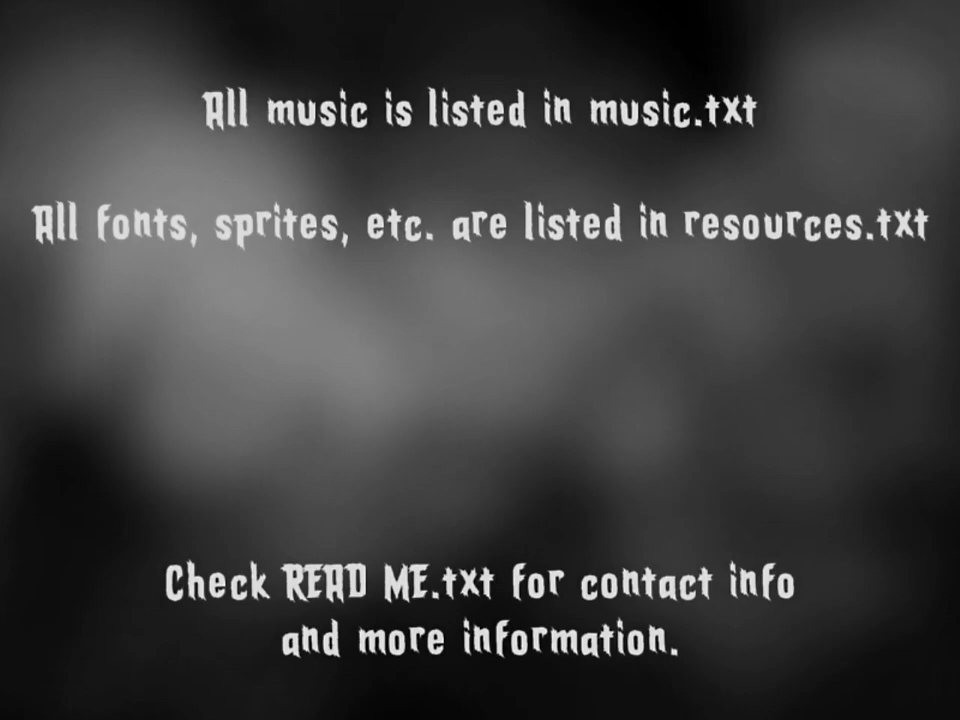 All music is listed in music.txt
All fonts, sprites, etc. are listed in resources.txt
Check READ ME.txt for contact info
and more information.